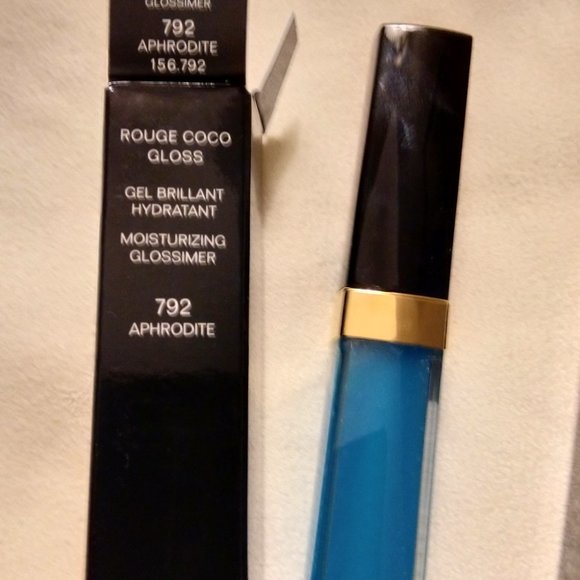 GLOSSIMER
792
APHRODITE
156.792
ROUGE COCO
GLOSS
GEL BRILLANT
HYDRATANT
MOISTURIZING
GLOSSIMER
792
APHRODITE